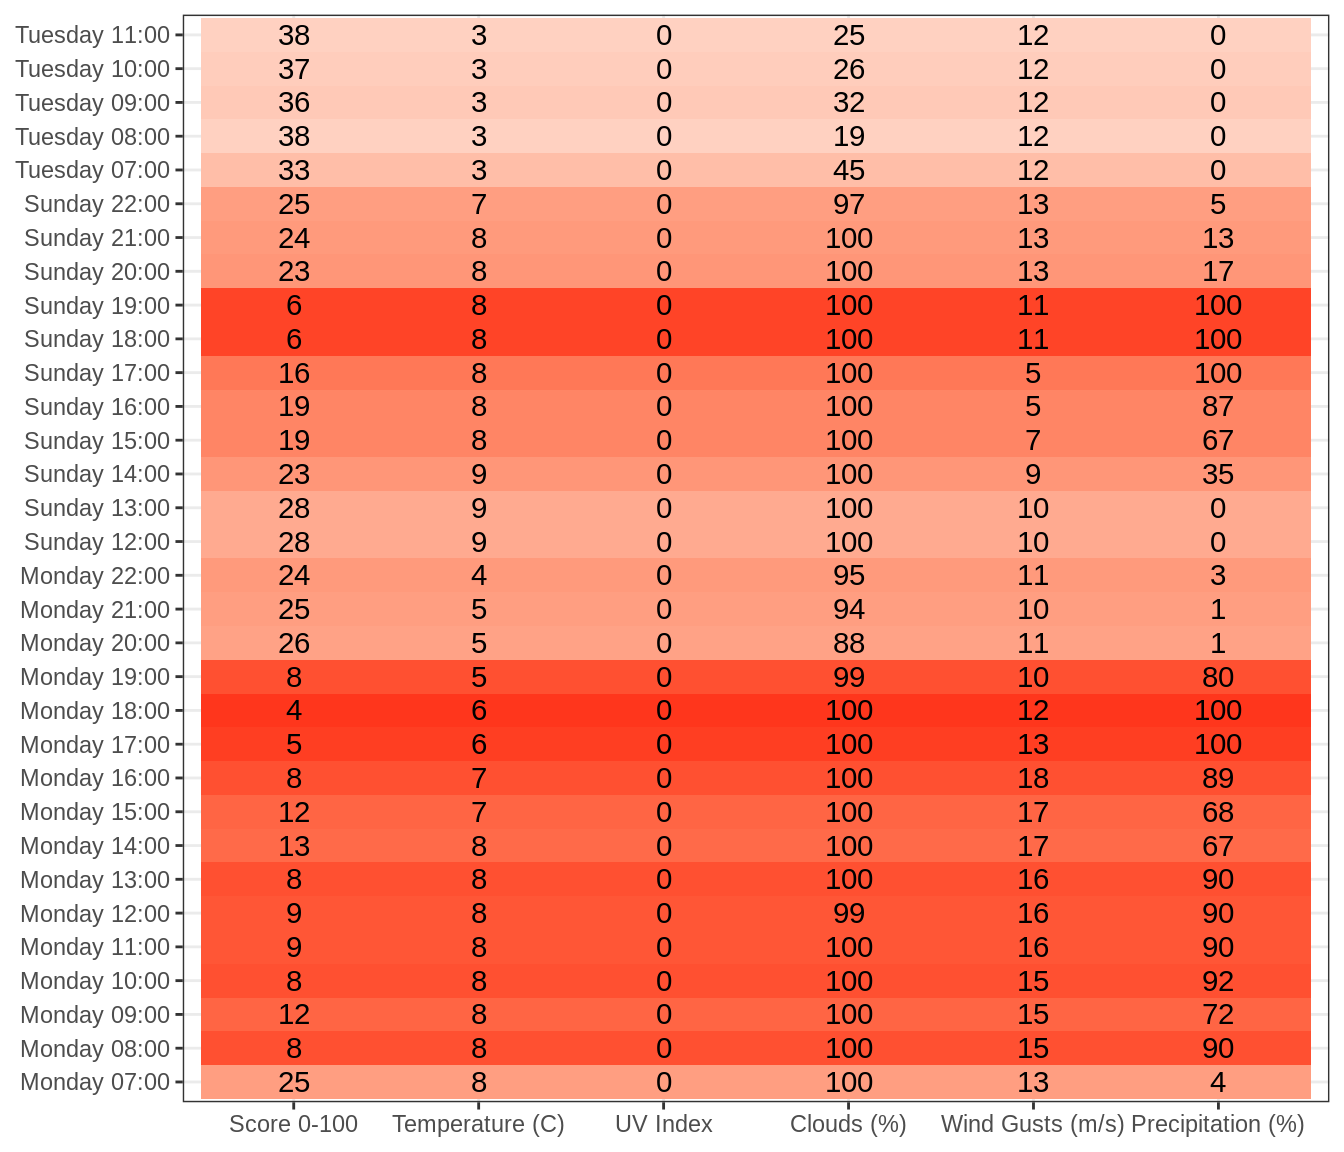 Tuesday 11:00 38 3 0 25 12 0
Tuesday 10:00 37 3 0 26 12 0
Tuesday 09:00 36 3 0 32 12 0
Tuesday 08:00 38 3 0 19 12 0
Tuesday 07:00 33 3 0 45 12 0
Sunday 22:00 25 7 0 97 13 5
Sunday 21:00 24 8 0 100 13 13
Sunday 20:00 23 8 0 100 13 17
Sunday 19:00 6 8 0 100 11 100
Sunday 18:00 6 8 0 100 11 100
Sunday 17:00 16 8 0 100 5 100
Sunday 16:00 19 8 0 100 5 87
Sunday 15:00 19 8 0 100 7 67
Sunday 14:00 23 9 0 100 9 35
Sunday 13:00 28 9 0 100 10 0
Sunday 12:00 28 9 0 100 10 0
Monday 22:00 24 4 0 95 11 3
Monday 21:00 25 5 0 94 10 1
Monday 20:00 26 5 0 88 11 1
Monday 19:00 8 5 0 99 10 80
Monday 18:00 4 6 0 100 12 100
Monday 17:00 5 6 0 100 13 100
Monday 16:00 8 7 0 100 18 89
Monday 15:00 12 7 0 100 17 68
Monday 14:00 13 8 0 100 17 67
Monday 13:00 8 8 0 100 16 90
Monday 12:00 9 8 0 99 16 90
Monday 11:00 9 8 0 100 16 90
Monday 10:00 8 8 0 100 15 92
Monday 09:00 12 8 0 100 15 72
Monday 08:00 8 8 0 100 15 90
Monday 07:00 25 8 0 100 13 4
Score 0-100 Temperature (C) UV Index Clouds (%) Wind Gusts (m/s) Precipitation (%)